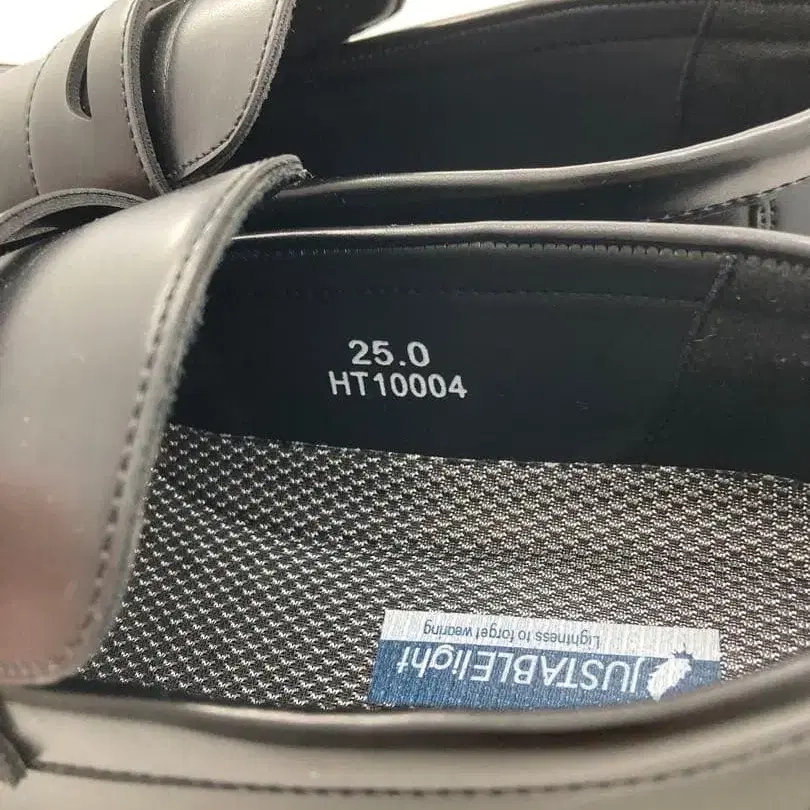 25.0
HT10004
JUSTABLElight
Lightness to forget wearing